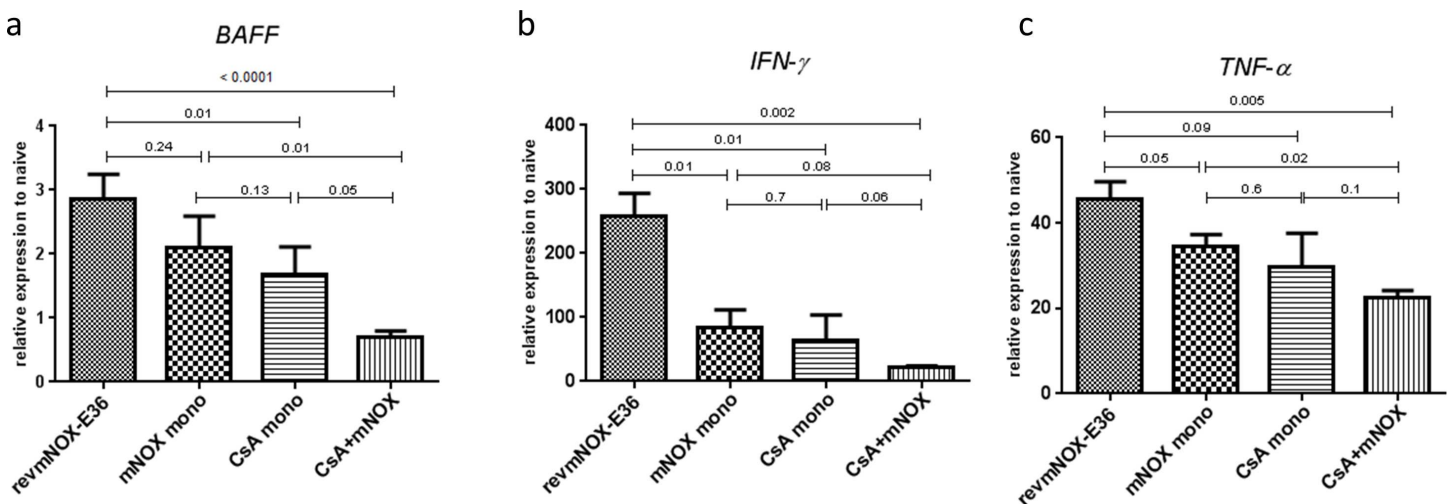 a
BAFF
< 0.0001
0.01
0.24
0.01
0.13
0.05
relative expression to naive
4
3
2
1
0
revmNOX-E36
mNOX mono
CsA mono
CsA+mNOX
b
IFN-γ
0.002
0.01
0.01
0.08
0.7
0.06
relative expression to naive
400
300
200
100
0
revmNOX-E36
mNOX mono
CsA mono
CsA+mNOX
c
TNF-α
0.005
0.09
0.05
0.02
0.6
0.1
relative expression to naive
60
40
20
0
revmNOX-E36
mNOX mono
CsA mono
CsA+mNOX